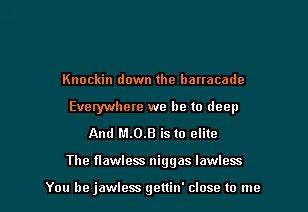 Knockin down the barracade
Everywhere we be to deep
And M.O.B is to elite
The flawless niggas lawless
You be jawless gettin' close to me